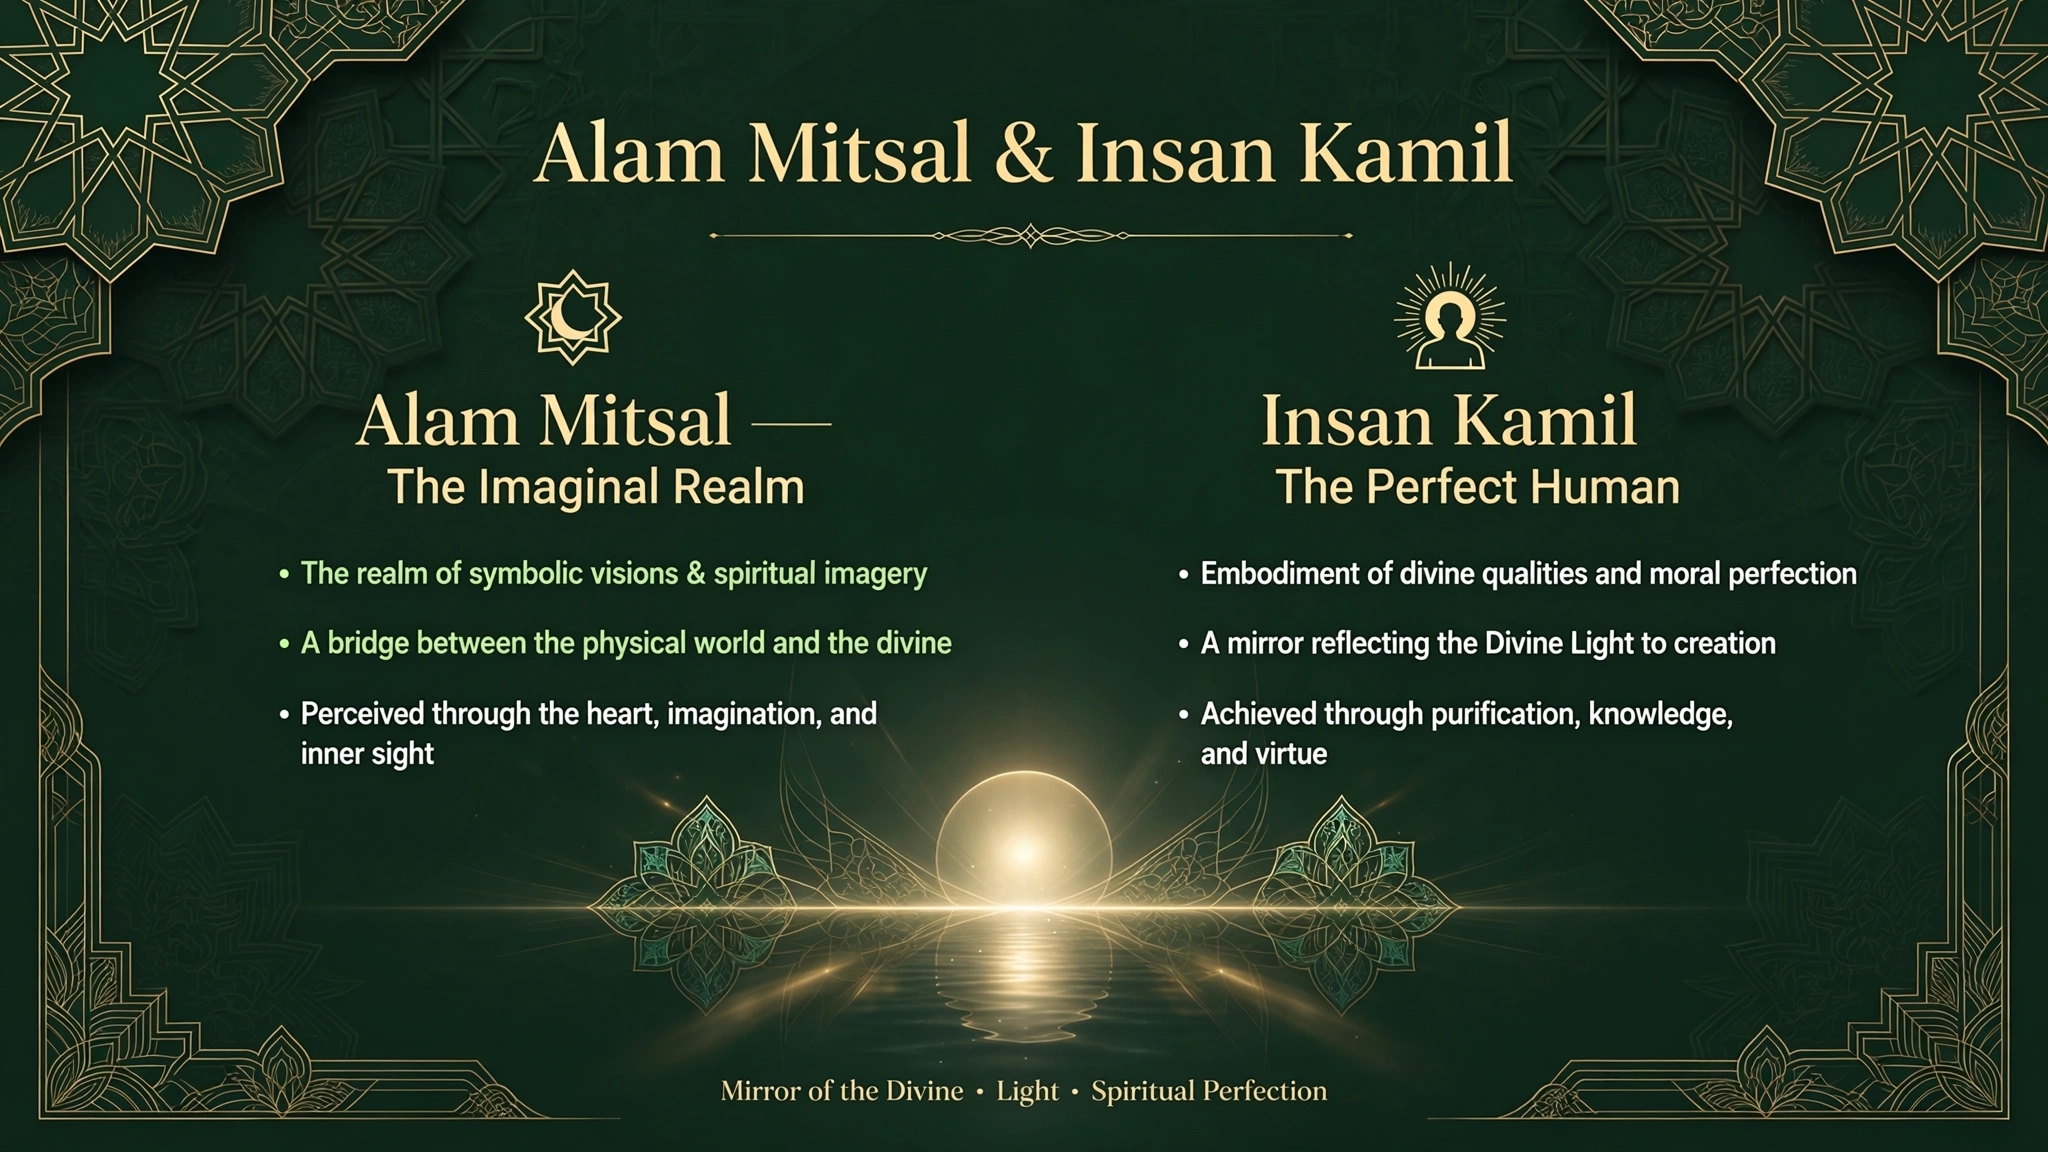 Alam Mitsal & Insan Kamil
Alam Mitsal —
The Imaginal Realm
• The realm of symbolic visions & spiritual imagery
• A bridge between the physical world and the divine
• Perceived through the heart, imagination, and
inner sight
Insan Kamil
The Perfect Human
• Embodiment of divine qualities and moral perfection
• A mirror reflecting the Divine Light to creation
• Achieved through purification, knowledge,
and virtue
Mirror of the Divine • Light • Spiritual Perfection